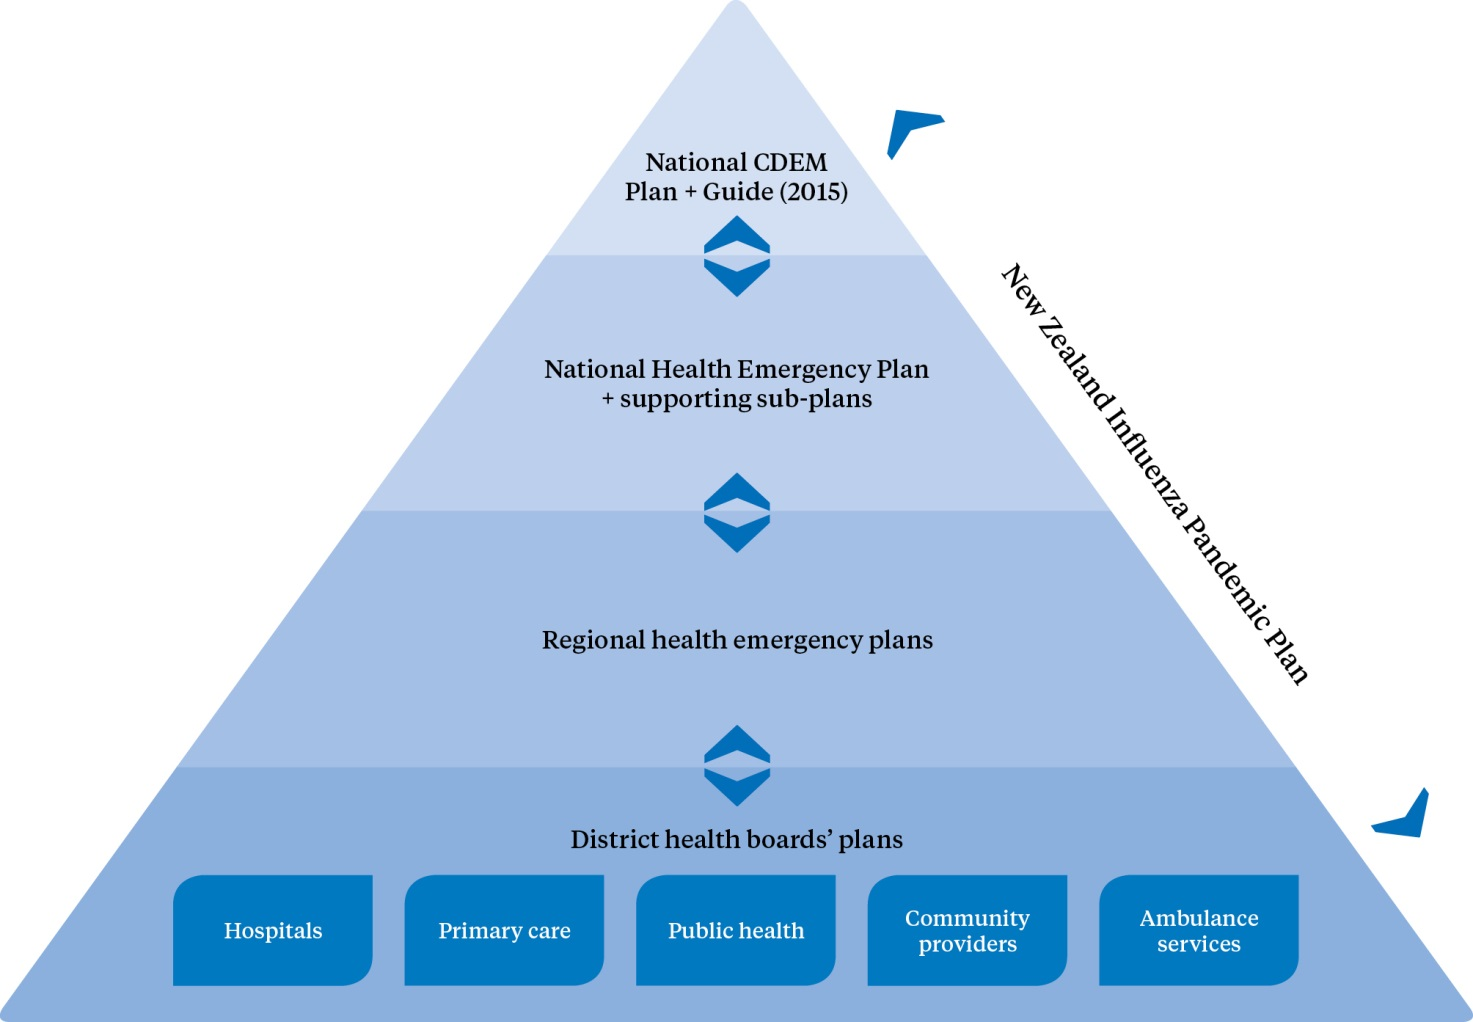 National CDEM
Plan + Guide (2015)
National Health Emergency Plan
+ supporting sub-plans
New Zealand Influenza Pandemic Plan
Regional health emergency plans
District health boards’ plans
Hospitals
Primary care
Public health
Community
providers
Ambulance
services